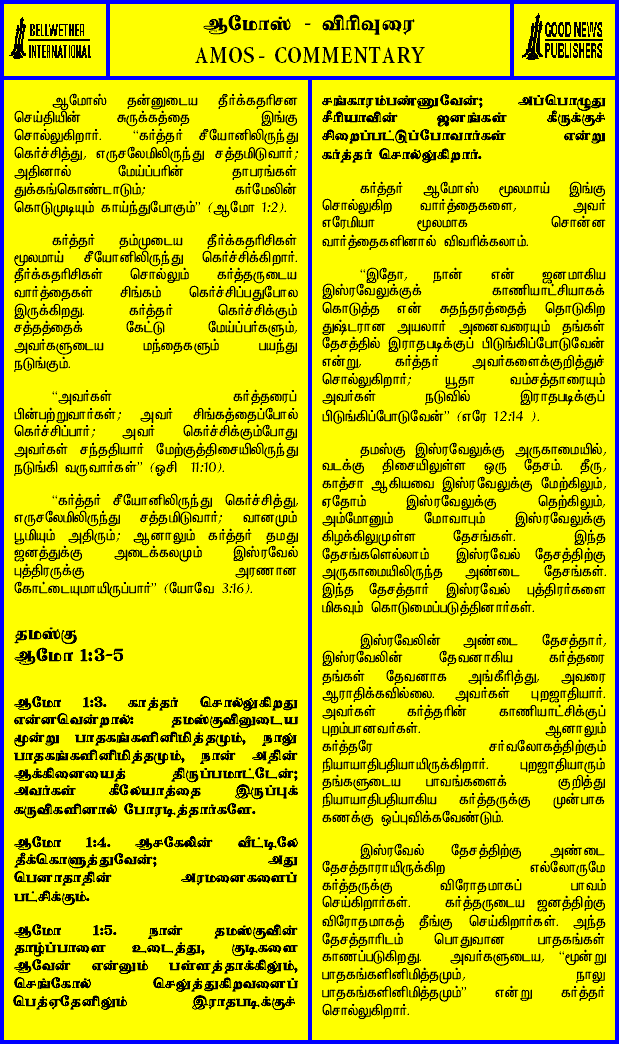 BELLWETHER
INTERNATIONAL
ஆமோஸ் - விரிவுரை
AMOS - COMMENTARY
GOOD NEWS
PUBLISHERS
ஆமோஸ் தன்னுடைய தீர்க்கதரிசன
செய்தியின் சுருக்கத்தை இங்கு
சொல்லுகிறார். “கர்த்தர் சீயோனிலிருந்து
கெர்ச்சித்து, எருசலேமிலிருந்து சத்தமிடுவார்;
அதினால் மேய்ப்பரின் தாபரங்கள்
துக்கங்கொண்டாடும்; கர்மேலின்
கொடுமுடியும் காய்ந்துபோகும்” (ஆமோ 1:2).
கர்த்தர் தம்முடைய தீர்க்கதரிசிகள்
மூலமாய் சீயோனிலிருந்து கெர்ச்சிக்கிறார்.
தீர்க்கதரிசிகள் சொல்லும் கர்த்தருடைய
வார்த்தைகள் சிங்கம் கெர்ச்சிப்பதுபோல
இருக்கிறது. கர்த்தர் கெர்ச்சிக்கும்
சத்தத்தைக் கேட்டு மேய்ப்பர்களும்,
அவர்களுடைய மந்தைகளும் பயந்து
நடுங்கும்.
“அவர்கள் கர்த்தரைப்
பின்பற்றுவார்கள்; அவர் சிங்கத்தைப்போல்
கெர்ச்சிப்பார்; அவர் கெர்ச்சிக்கும்போது
அவர்கள் சந்ததியார் மேற்குத்திசையிலிருந்து
நடுங்கி வருவார்கள்” (ஓசி 11:10).
“கர்த்தர் சீயோனிலிருந்து கெர்ச்சித்து,
எருசலேமிலிருந்து சத்தமிடுவார்; வானமும்
பூமியும் அதிரும்; ஆனாலும் கர்த்தர் தமது
ஜனத்துக்கு அடைக்கலமும் இஸ்ரவேல்
புத்திரருக்கு அரணான
கோட்டையுமாயிருப்பார்” (யோவே 3:16).
தமஸ்கு
ஆமோ 1:3-5
ஆமோ 1:3. காத்தர் சொல்லுகிறது
என்னவென்றால்: தமஸ்குவினுடைய
மூன்று பாதகங்களினிமித்தமும், நாலு
பாதகங்களினிமித்தமும், நான் அதின்
ஆக்கினையைத் திருப்பமாட்டேன்;
அவர்கள் கீலேயாத்தை இருப்புக்
கருவிகளினால் போரடித்தார்களே.
ஆமோ 1:4. ஆசகேலின் வீட்டிலே
தீக்கொளுத்துவேன்; அது
பெனாதாதின் அரமனைகளைப்
பட்சிக்கும்.
ஆமோ 1:5. நான் தமஸ்குவின்
தாழ்ப்பாளை உடைத்து, குடிகளை
ஆவேன் என்னும் பள்ளத்தாக்கிலும்,
செங்கோல் செலுத்துகிறவனைப்
பெத்ஏதேனிலும் இராதபடிக்குச்
சங்காரம்பண்ணுவேன்; அப்பொழுது
சீரியாவின் ஜனங்கள் கீருக்குச்
சிறைப்பட்டுப்போவார்கள் என்று
கர்த்தர் சொல்லுகிறார்.
கர்த்தர் ஆமோஸ் மூலமாய் இங்கு
சொல்லுகிற வார்த்தைகளை, அவர்
எரேமியா மூலமாக சொன்ன
வார்த்தைகளினால் விவரிக்கலாம்.
“இதோ, நான் என் ஜனமாகிய
இஸ்ரவேலுக்குக் காணியாட்சியாகக்
கொடுத்த என் சுதந்தரத்தைத் தொடுகிற
துஷ்டரான அயலார் அனைவரையும் தங்கள்
தேசத்தில் இராதபடிக்குப் பிடுங்கிப்போடுவேன்
என்று, கர்த்தர் அவர்களைக்குறித்துச்
சொல்லுகிறார்; யூதா வம்சத்தாரையும்
அவர்கள் நடுவில் இராதபடிக்குப்
பிடுங்கிப்போடுவேன்” (எரே 12:14 ).
தமஸ்கு இஸ்ரவேலுக்கு அருகாமையில்,
வடக்கு திசையிலுள்ள ஒரு தேசம். தீரு,
காத்சா ஆகியவை இஸ்ரவேலுக்கு மேற்கிலும்,
ஏதோம் இஸ்ரவேலுக்கு தெற்கிலும்,
அம்மோனும் மோவாபும் இஸ்ரவேலுக்கு
கிழக்கிலுமுள்ள தேசங்கள். இந்த
தேசங்களெல்லாம் இஸ்ரவேல் தேசத்திற்கு
அருகாமையிலிருந்த அண்டை தேசங்கள்.
இந்த தேசத்தார் இஸ்ரவேல் புத்திரர்களை
மிகவும் கொடுமைப்படுத்தினார்கள்.
இஸ்ரவேலின் அண்டை தேசத்தார்,
இஸ்ரவேலின் தேவனாகிய கர்த்தரை
தங்கள் தேவனாக அங்கீரித்து, அவரை
ஆராதிக்கவில்லை. அவர்கள் புறஜாதியார்.
அவர்கள் கர்த்தரின் காணியாட்சிக்குப்
புறம்பானவர்கள். ஆனாலும்
கர்த்தரே சர்வலோகத்திற்கும்
நியாயாதிபதியாயிருக்கிறார். புறஜாதியாரும்
தங்களுடைய பாவங்களைக் குறித்து
நியாயாதிபதியாகிய கர்த்தருக்கு முன்பாக
கணக்கு ஒப்புவிக்கவேண்டும்.
இஸ்ரவேல் தேசத்திற்கு அண்டை
தேசத்தாராயிருக்கிற எல்லோருமே
கர்த்தருக்கு விரோதமாகப் பாவம்
செய்கிறார்கள். கர்த்தருடைய ஜனத்திற்கு
விரோதமாகத் தீங்கு செய்கிறார்கள். அந்த
தேசத்தாரிடம் பொதுவான பாதகங்கள்
காணப்படுகிறது. அவர்களுடைய, “மூன்று
பாதகங்களினிமித்தமும், நாலு
பாதகங்களினிமித்தமும்” என்று கர்த்தர்
சொல்லுகிறார்.